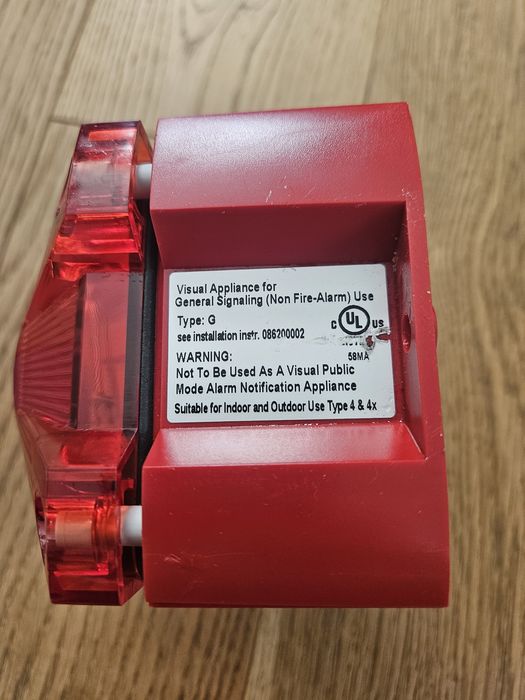 Visual Appliance for
General Signaling (Non Fire-Alarm) Use
Type: G
see installation instr. 086200002
C UL US
58MA
WARNING:
Not To Be Used As A Visual Public
Mode Alarm Notification Appliance
Suitable for Indoor and Outdoor Use Type 4 & 4x